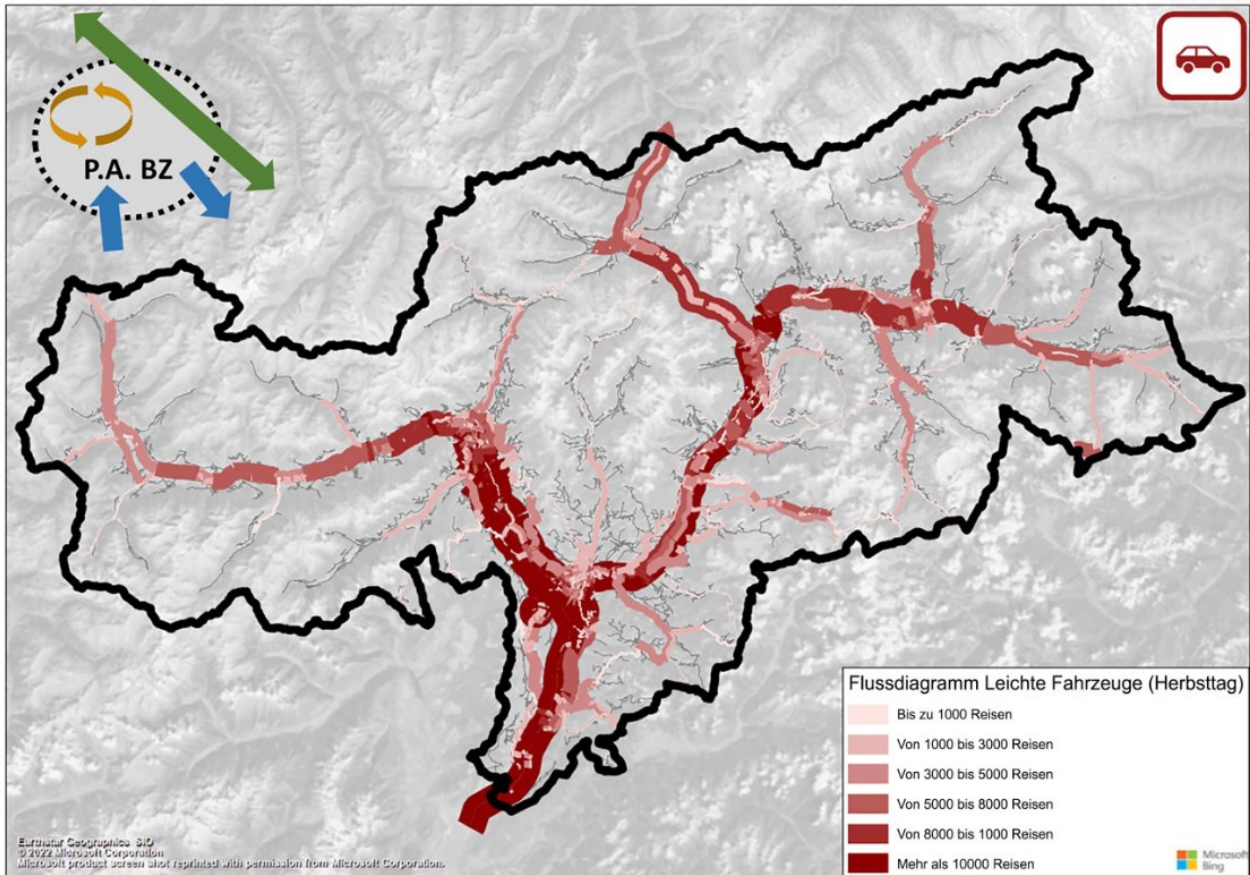 P.A. BZ
Flussdiagramm Leichte Fahrzeuge (Herbsttag)
Bis zu 1000 Reisen
Von 1000 bis 3000 Reisen
Von 3000 bis 5000 Reisen
Von 5000 bis 8000 Reisen
Von 8000 bis 1000 Reisen
Mehr als 10000 Reisen
Earthstar Geographics SIO
© 2022 Microsoft Corporation
Microsoft product screen shot reprinted with permission from Microsoft Corporation.
Microsoft
Bing